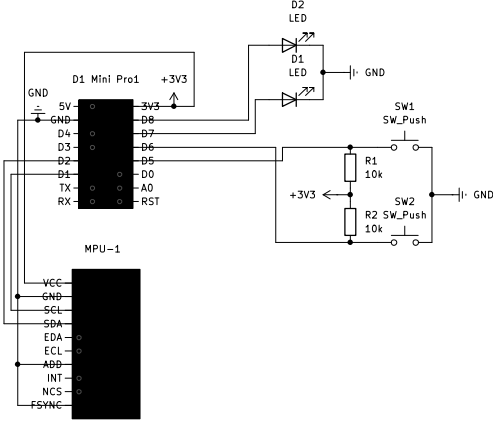 D2
LED
D1
LED
GND
D1 Mini Pro1
+3V3
GND
5V
GND
D4
D3
D2
D1
TX
RX
3V3
D8
D7
D6
D5
D0
A0
RST
SW1
SW_Push
R1
10k
+3V3
R2
10k
SW2
SW_Push
GND
MPU-1
VCC
GND
SCL
SDA
EDA
ECL
ADD
INT
NCS
FSYNC